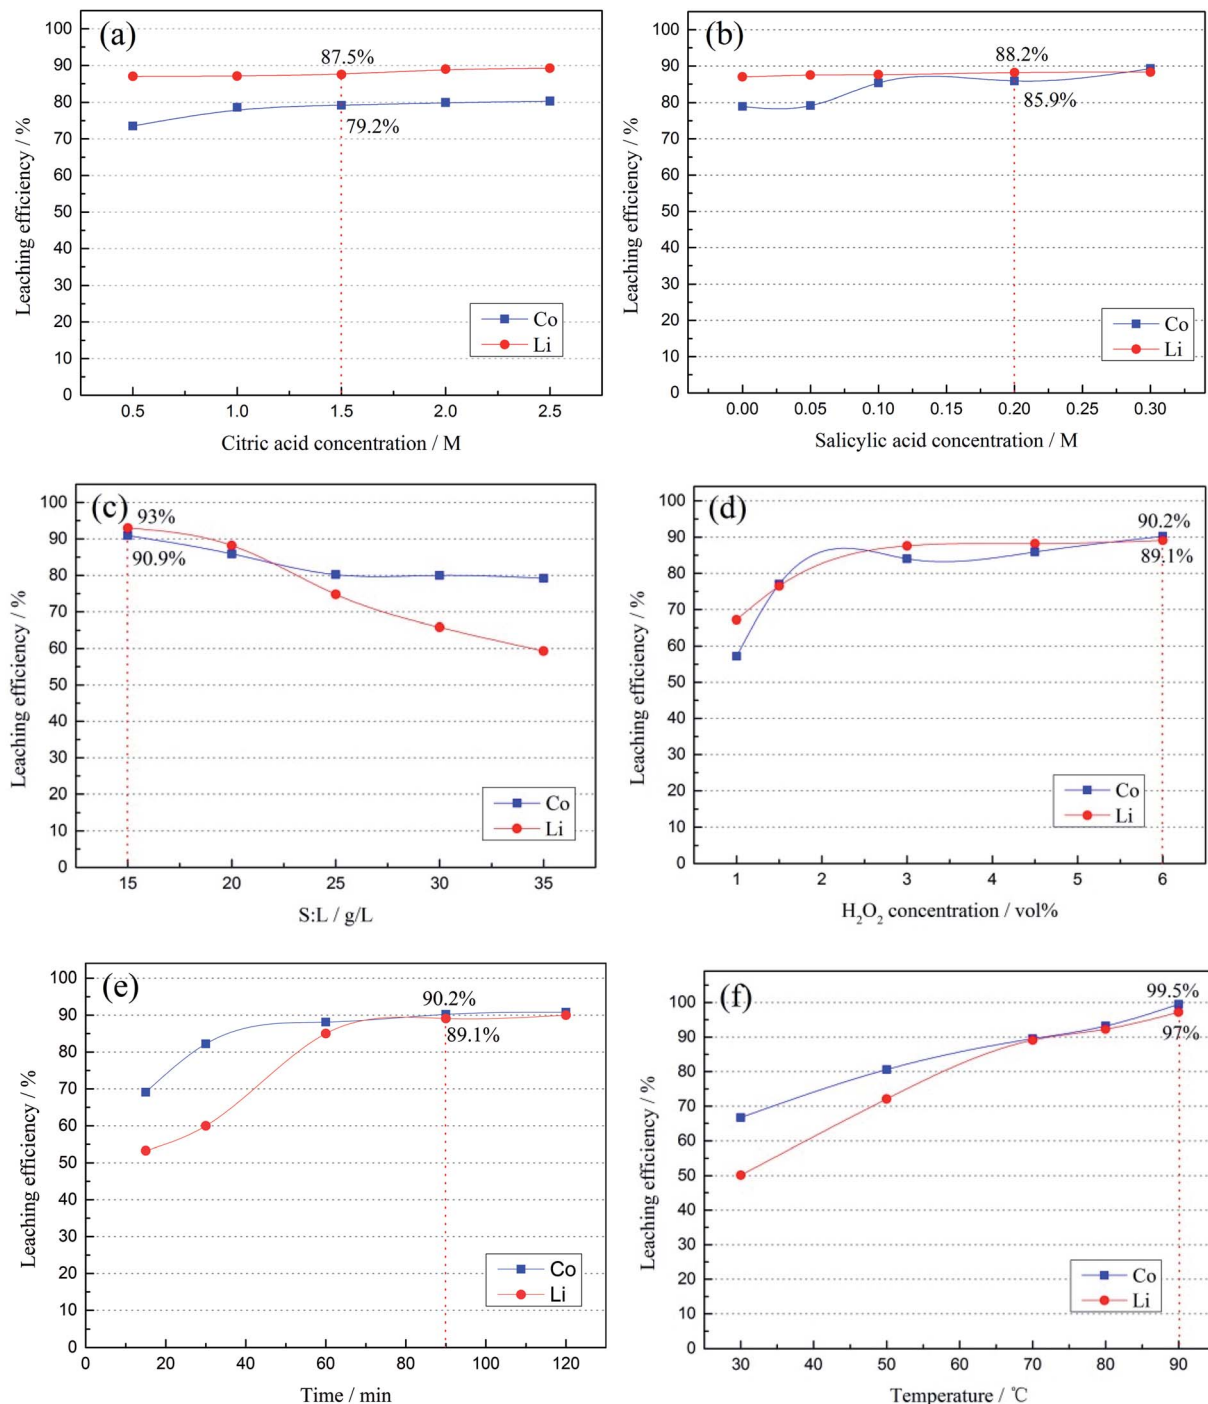 (a)
100
90
80
70
60
50
40
30
20
10
0
Leaching efficiency / %
87.5%
79.2%
Co
Li
0.5 1.0 1.5 2.0 2.5
Citric acid concentration / M
(b)
100
90
80
70
60
50
40
30
20
10
0
Leaching efficiency / %
88.2%
85.9%
Co
Li
0.00 0.05 0.10 0.15 0.20 0.25 0.30
Salicylic acid concentration / M
(c)
100
90
80
70
60
50
40
30
20
10
0
Leaching efficiency / %
93%
90.9%
Co
Li
15 20 25 30 35
S:L / g/L
(d)
100
90
80
70
60
50
40
30
20
10
0
Leaching efficiency / %
90.2%
89.1%
Co
Li
1 2 3 4 5 6
H₂O₂ concentration / vol%
(e)
100
90
80
70
60
50
40
30
20
10
0
Leaching efficiency / %
90.2%
89.1%
Co
Li
0 20 40 60 80 100 120
Time / min
(f)
100
90
80
70
60
50
40
30
20
10
0
Leaching efficiency / %
99.5%
97%
Co
Li
30 40 50 60 70 80 90
Temperature / ℃